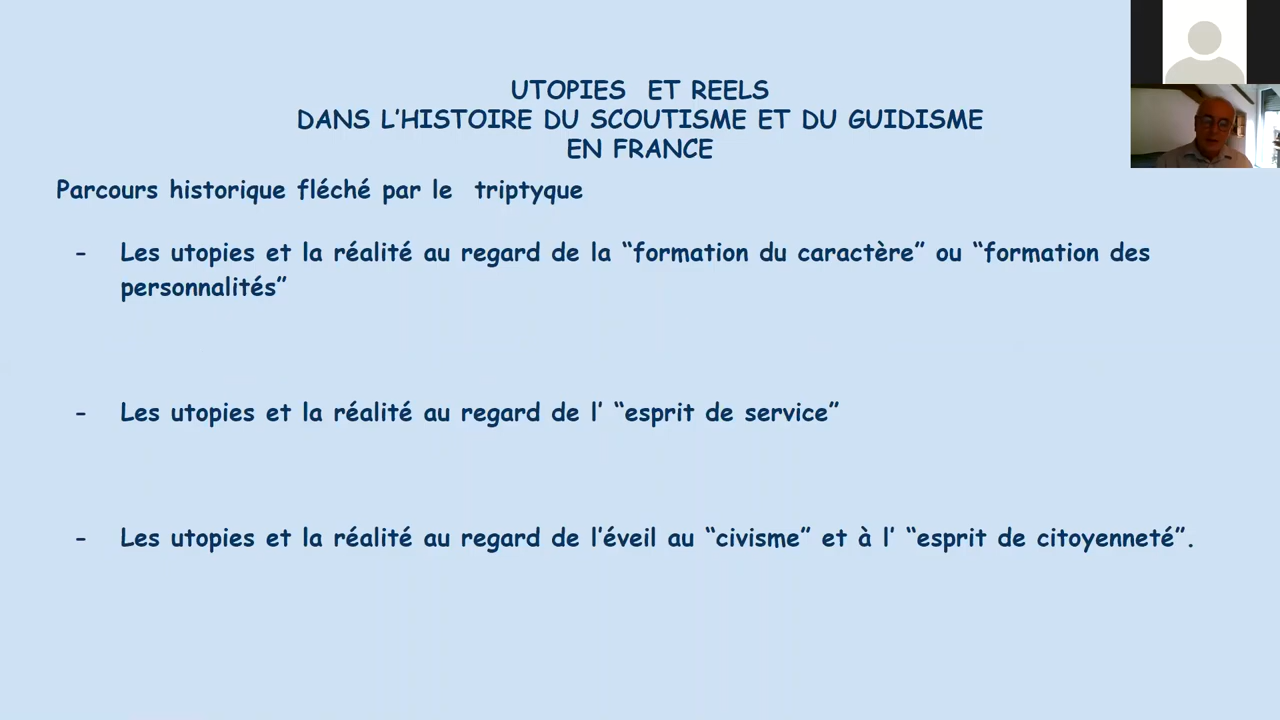 UTOPIES ET REELS
DANS L'HISTOIRE DU SCOUTISME ET DU GUIDISME
EN FRANCE
Parcours historique fléché par le triptyque
- Les utopies et la réalité au regard de la “formation du caractère” ou “formation des
personnalités”
- Les utopies et la réalité au regard de l' “esprit de service”
- Les utopies et la réalité au regard de l'éveil au “civisme” et à l' “esprit de citoyenneté”.